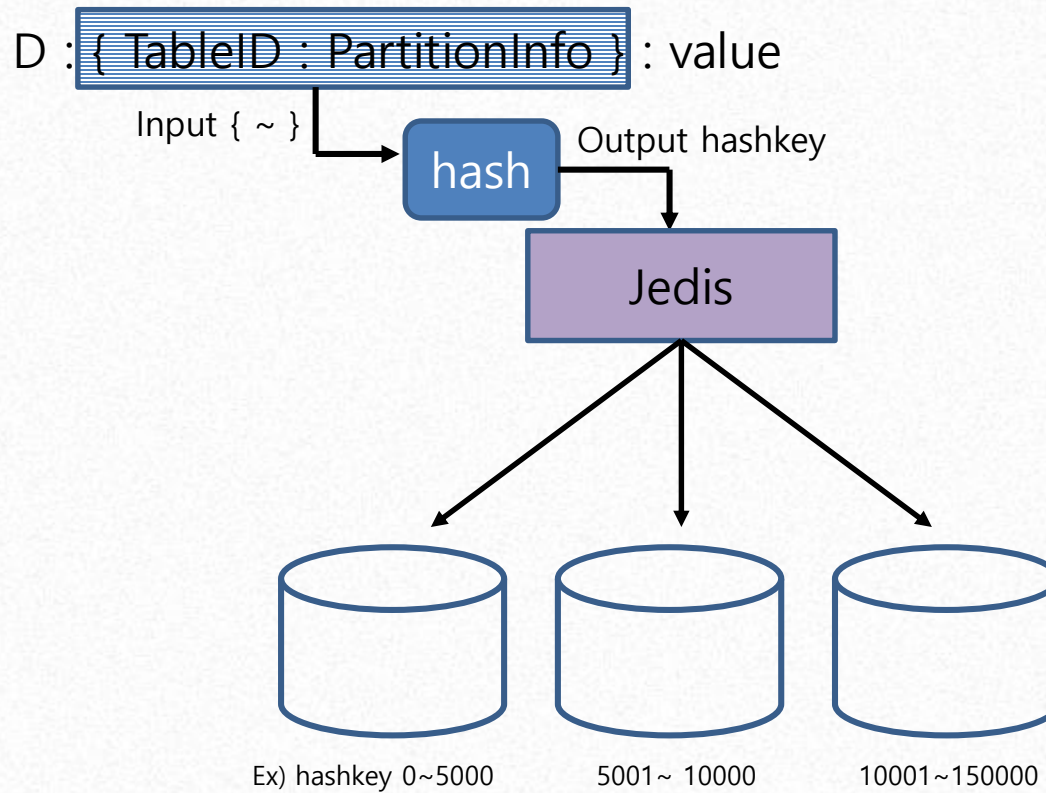 D : { TableID : PartitionInfo } : value
Input { ~ }
Output hashkey
hash
Jedis
Ex) hashkey 0~5000
5001~ 10000
10001~150000